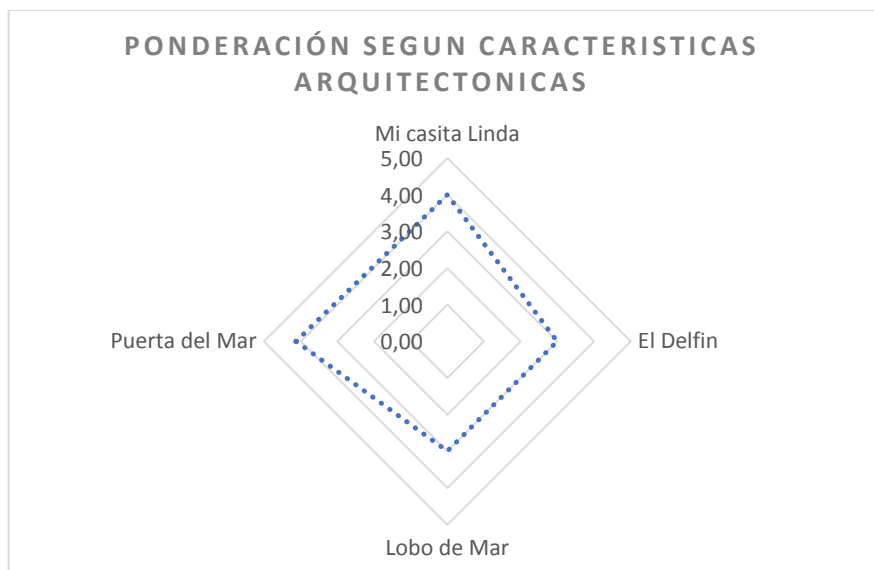 PONDERACIÓN SEGUN CARACTERISTICAS
ARQUITECTONICAS
Mi casita Linda
5,00
4,00
3,00
2,00
1,00
0,00
Puerta del Mar
El Delfin
Lobo de Mar